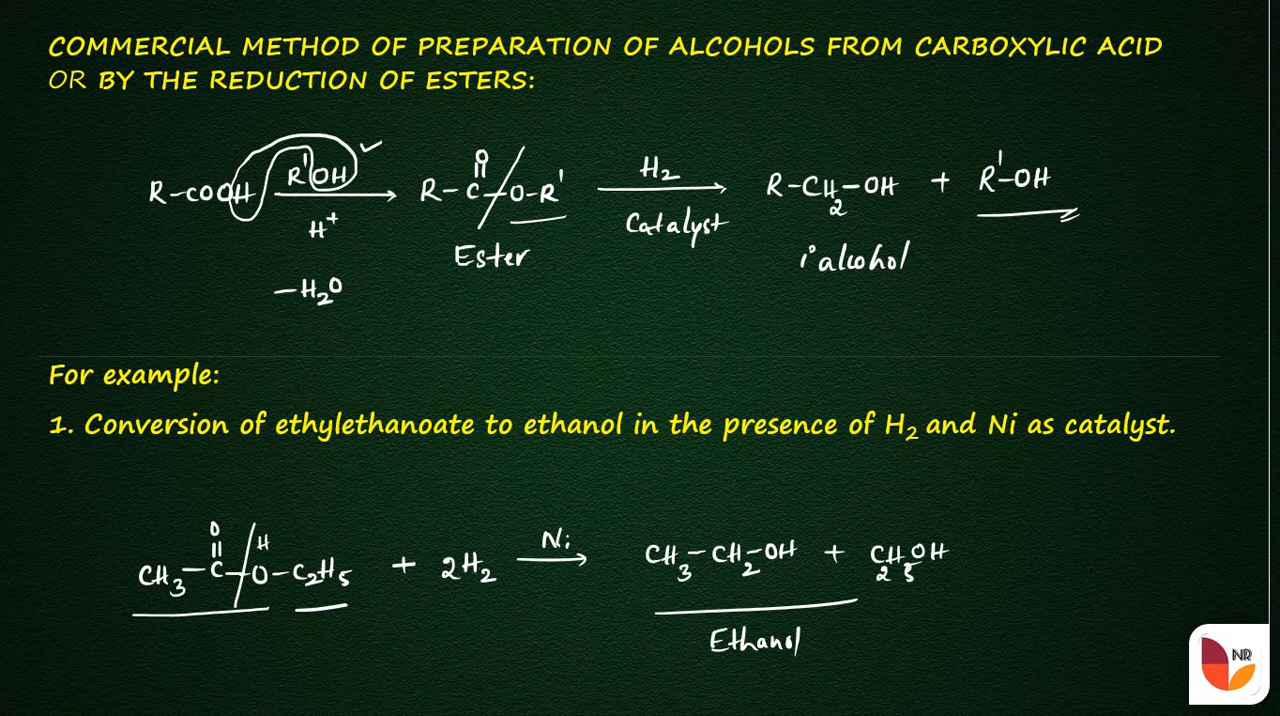 COMMERCIAL METHOD OF PREPARATION OF ALCOHOLS FROM CARBOXYLIC ACID
OR BY THE REDUCTION OF ESTERS:
R-COOH R'OH R-C-O-R' H2 R-CH2-OH + R'-OH
O
H+ Catalyst
Ester 1° alcohol
-H2O
For example:
1. Conversion of ethylethanoate to ethanol in the presence of H2 and Ni as catalyst.
O H
||
CH3-C-O-C2H5 + 2H2 Ni CH3-CH2-OH + C2H5OH
Ethanol
NR